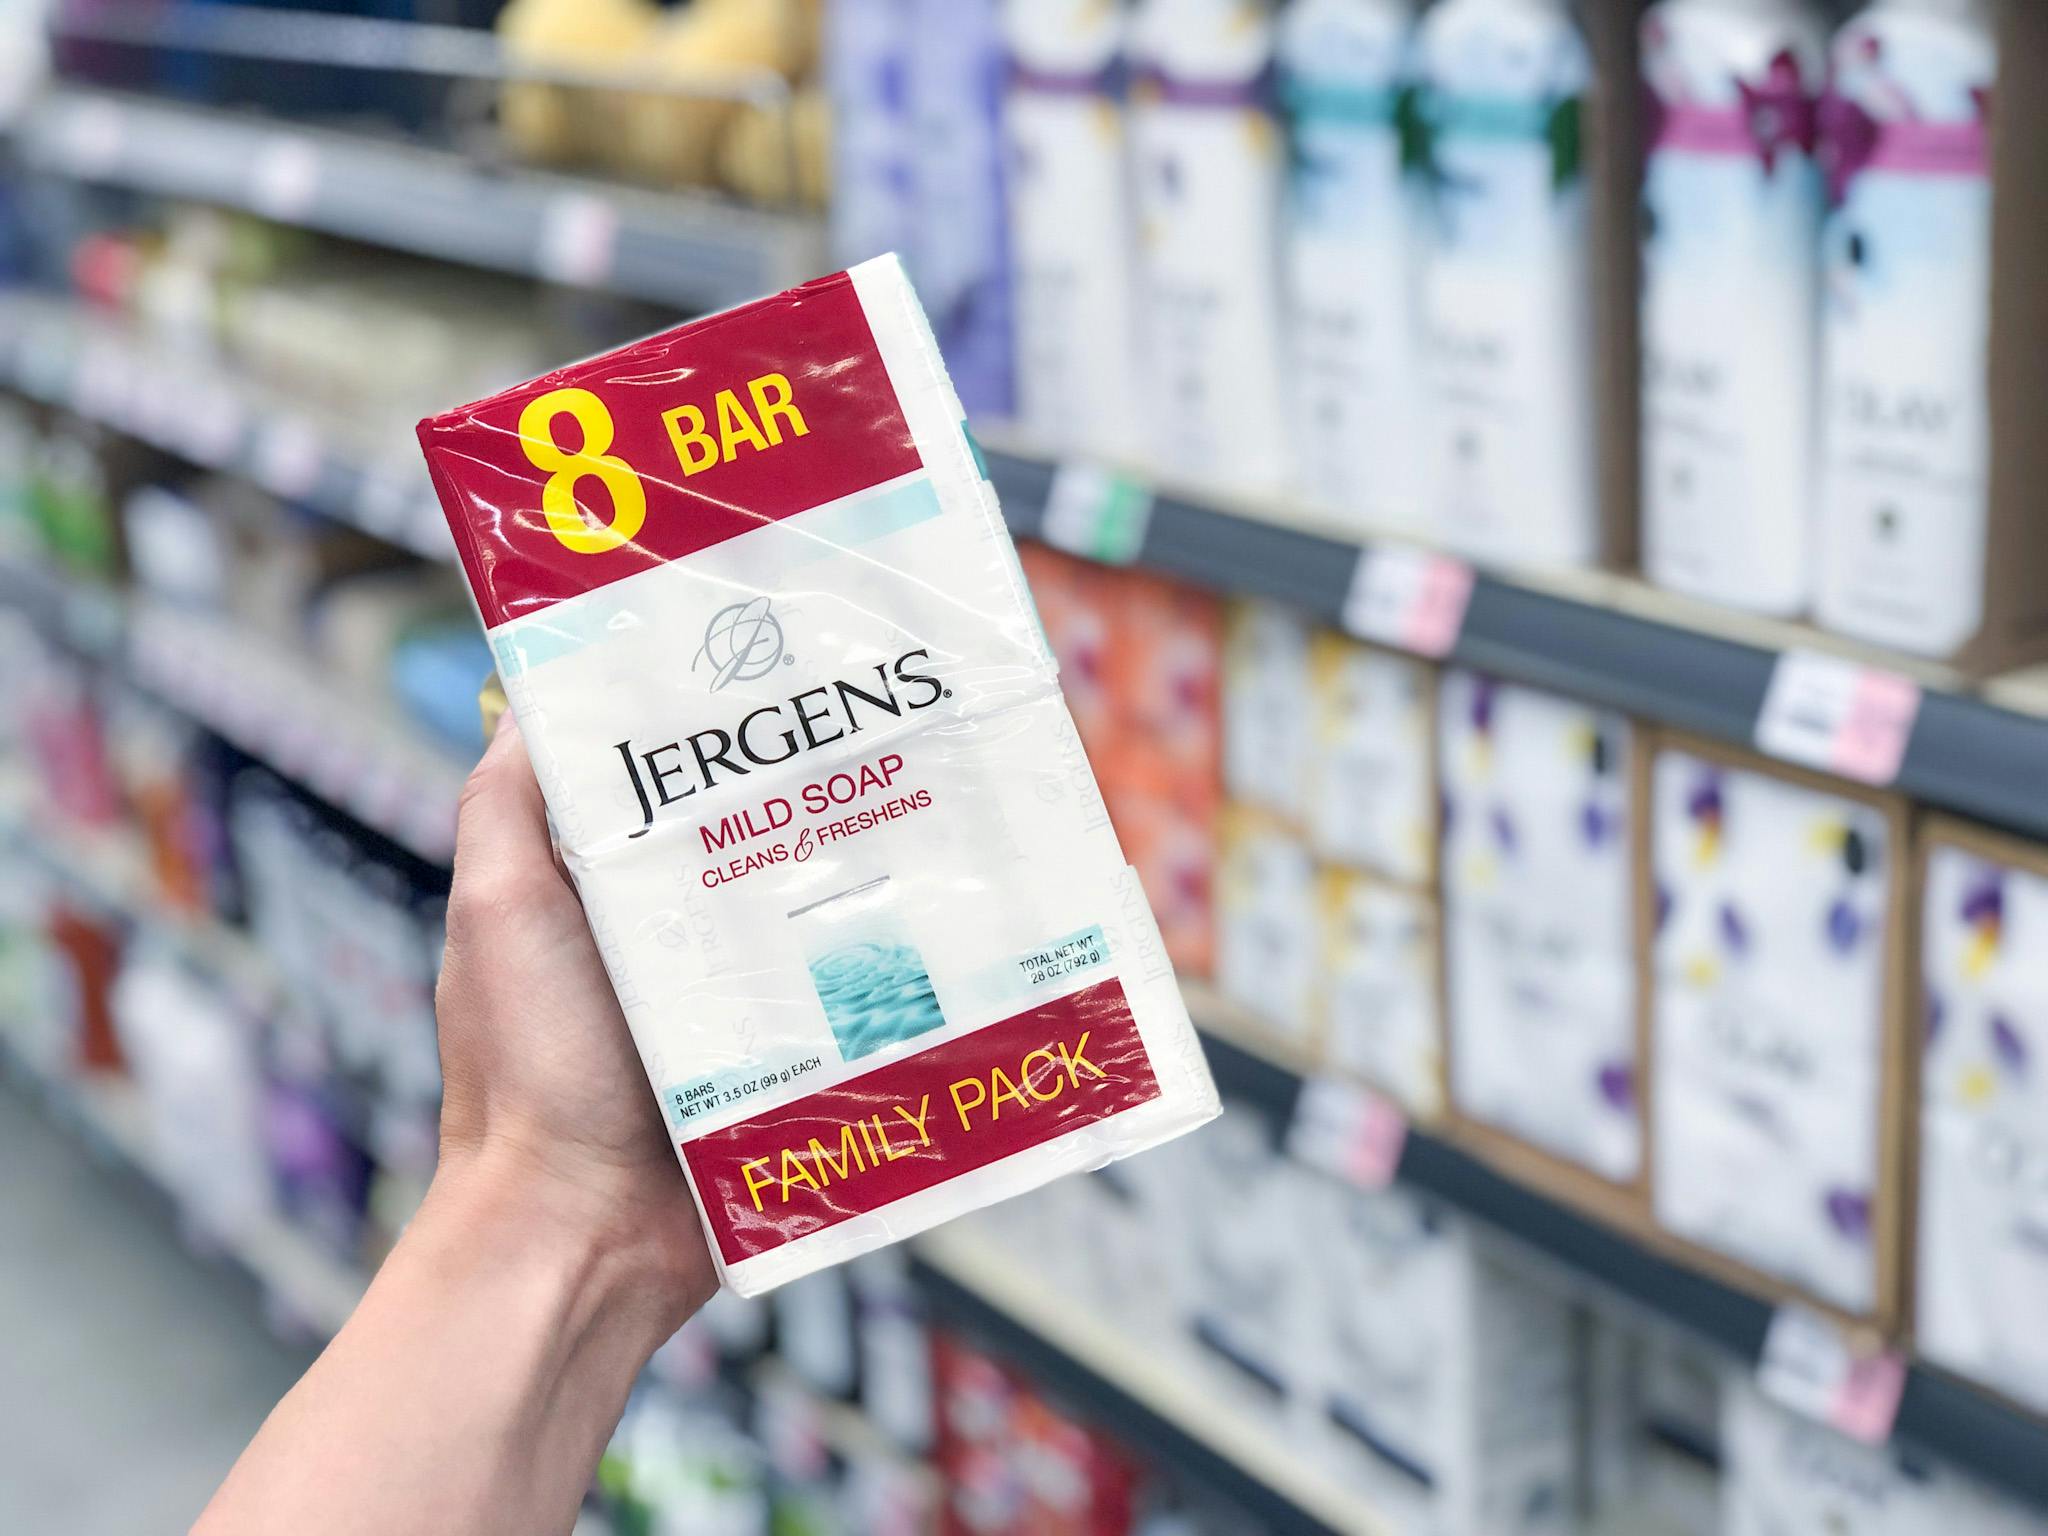 8 BAR
JERGENS®
MILD SOAP
CLEANS & FRESHENS
TOTAL NET WT
28 OZ (792 g)
8 BARS
NET WT 3.5 OZ (99 g) EACH
FAMILY PACK